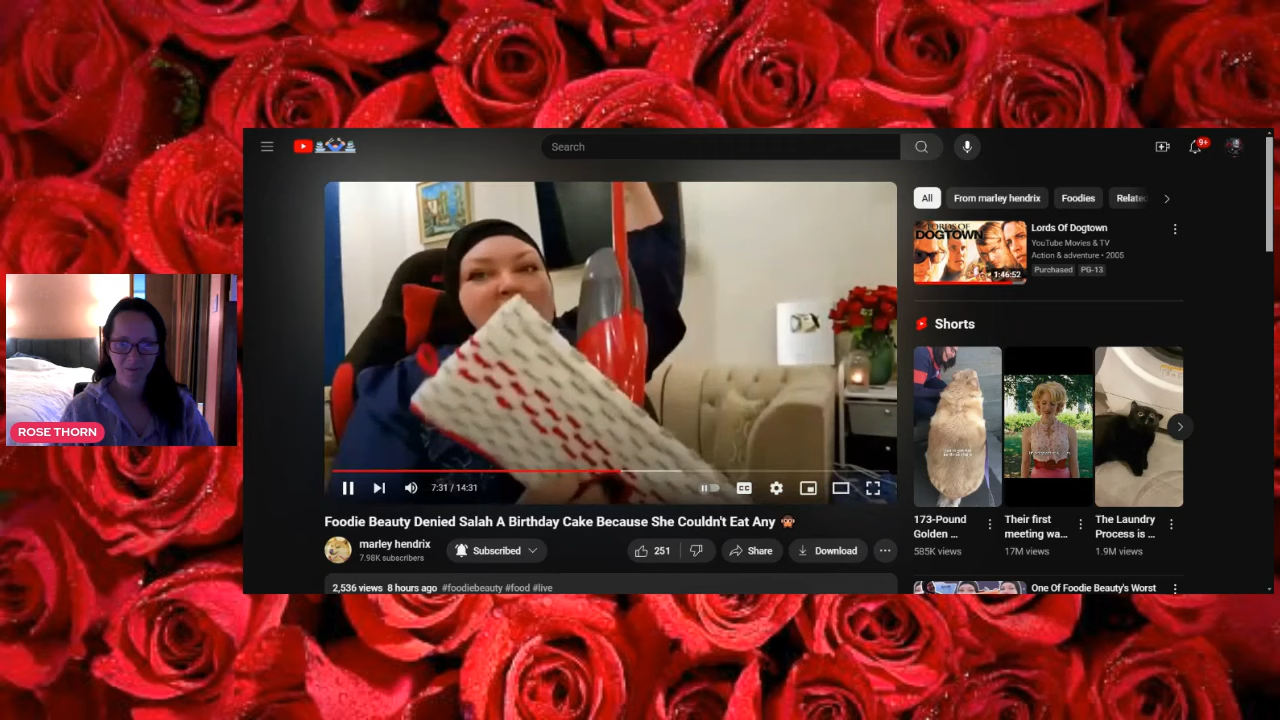 Search
9+
All
From marley hendrix
Foodies
Relate
LORDS OF
DOGTOWN
1:46:52
Lords Of Dogtown
YouTube Movies & TV
Action & adventure • 2005
Purchased
PG-13
Shorts
ROSE THORN
7:31 / 14:31
CC
Foodie Beauty Denied Salah A Birthday Cake Because She Couldn't Eat Any
marley hendrix
7.98K subscribers
Subscribed
251
Share
Download
2,536 views 8 hours ago #foodiebeauty #food #live
173-Pound
Golden ...
585K views
Their first
meeting wa...
17M views
The Laundry
Process is ...
1.9M views
One Of Foodie Beauty's Worst